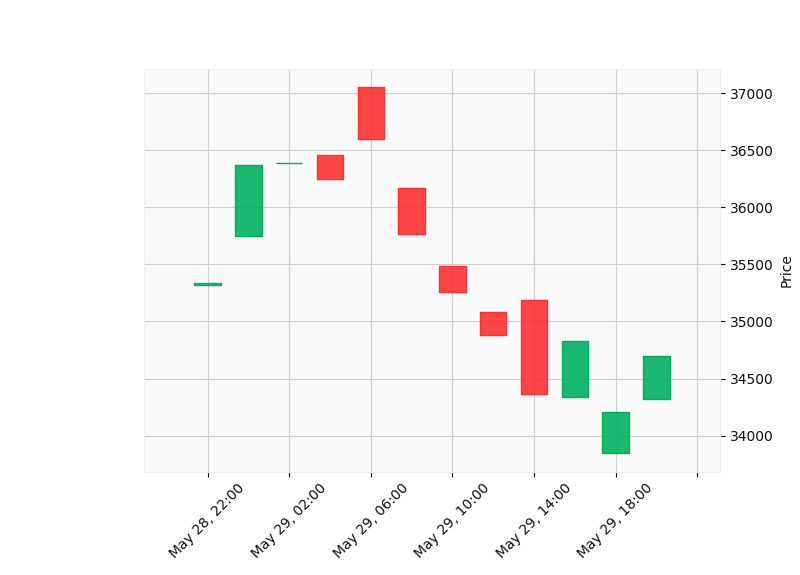 37000
36500
36000
35500
35000
34500
34000
Price
May 28, 22:00
May 29, 02:00
May 29, 06:00
May 29, 10:00
May 29, 14:00
May 29, 18:00